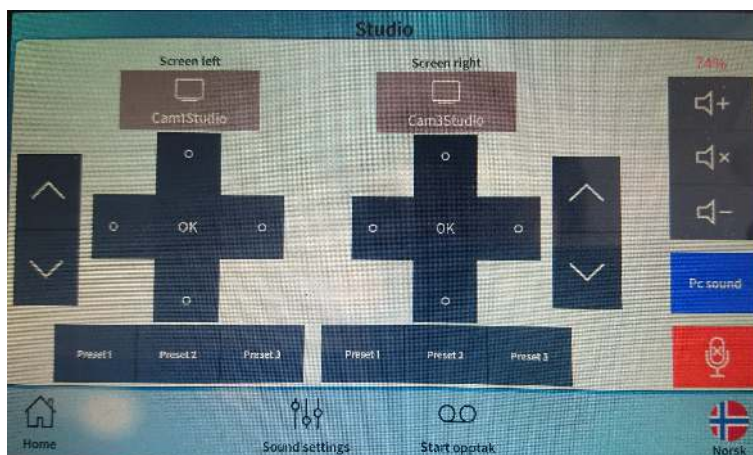 Studio
Screen left
Screen right
74%
Cam1Studio
Cam3Studio
OK
OK
Pc sound
Preset 1
Preset 2
Preset 3
Preset 1
Preset 2
Preset 3
Home
Sound settings
Start opptak
Norsk